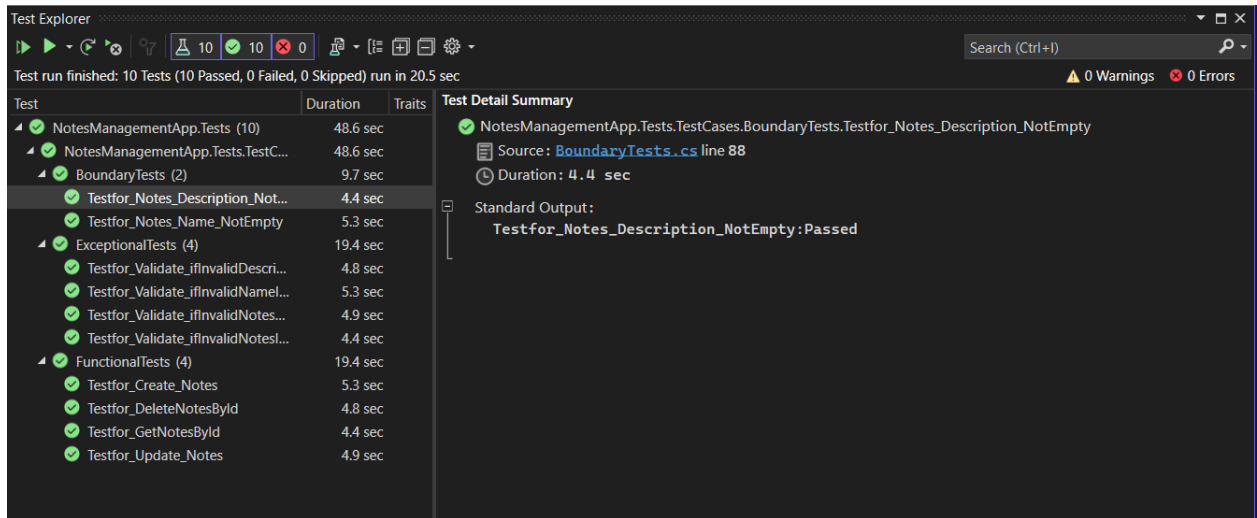 Test Explorer
10 10 0
Search (Ctrl+I)
Test run finished: 10 Tests (10 Passed, 0 Failed, 0 Skipped) run in 20.5 sec
0 Warnings 0 Errors
Test Duration Traits
NotesManagementApp.Tests (10) 48.6 sec
NotesManagementApp.Tests.TestC... 48.6 sec
BoundaryTests (2) 9.7 sec
Testfor_Notes_Description_Not... 4.4 sec
Testfor_Notes_Name_NotEmpty 5.3 sec
ExceptionalTests (4) 19.4 sec
Testfor_Validate_ifInvalidDescri... 4.8 sec
Testfor_Validate_ifInvalidNameI... 5.3 sec
Testfor_Validate_ifInvalidNotes... 4.9 sec
Testfor_Validate_ifInvalidNotesI... 4.4 sec
FunctionalTests (4) 19.4 sec
Testfor_Create_Notes 5.3 sec
Testfor_DeleteNotesById 4.8 sec
Testfor_GetNotesById 4.4 sec
Testfor_Update_Notes 4.9 sec
Test Detail Summary
NotesManagementApp.Tests.TestCases.BoundaryTests.Testfor_Notes_Description_NotEmpty
Source: BoundaryTests.cs line 88
Duration: 4.4 sec
Standard Output:
Testfor_Notes_Description_NotEmpty:Passed